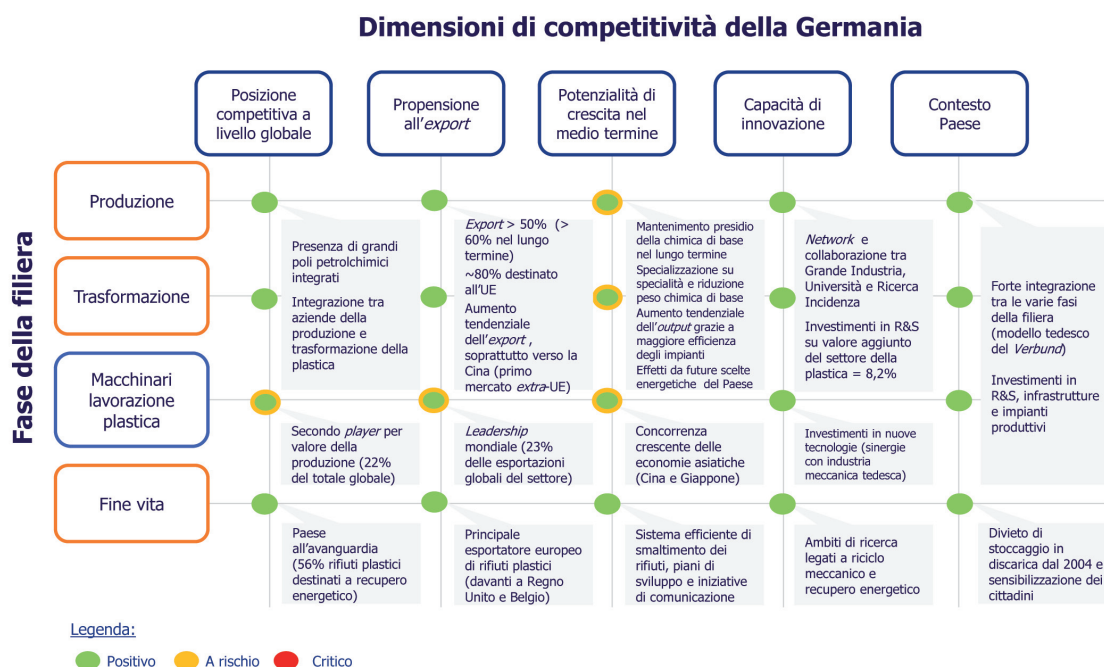 Dimensioni di competitività della Germania
Posizione
competitiva a
livello globale
Propensione
all'export
Potenzialità di
crescita nel
medio termine
Capacità di
innovazione
Contesto
Paese
Fase della filiera
Produzione
Trasformazione
Macchinari
lavorazione
plastica
Fine vita
Presenza di grandi
poli petrolchimici
integrati
Integrazione tra
aziende della
produzione e
trasformazione della
plastica
Export > 50% (>
60% nel lungo
termine)
~80% destinato
all'UE
Aumento
tendenziale
dell'export ,
soprattutto verso la
Cina (primo
mercato extra-UE)
Mantenimento presidio
della chimica di base
nel lungo termine
Specializzazione su
specialità e riduzione
peso chimica di base
Aumento tendenziale
dell'output grazie a
maggiore efficienza
degli impianti
Effetti da future scelte
energetiche del Paese
Network e
collaborazione tra
Grande Industria,
Università e Ricerca
Incidenza
Investimenti in R&S
su valore aggiunto
del settore della
plastica = 8,2%
Forte integrazione
tra le varie fasi
della filiera
(modello tedesco
del Verbund)
Investimenti in
R&S, infrastrutture
e impianti
produttivi
Secondo player per
valore della
produzione (22%
del totale globale)
Leadership
mondiale (23%
delle esportazioni
globali del settore)
Concorrenza
crescente delle
economie asiatiche
(Cina e Giappone)
Investimenti in nuove
tecnologie (sinergie
con industria
meccanica tedesca)
Paese
all'avanguardia
(56% rifiuti plastici
destinati a recupero
energetico)
Principale
esportatore europeo
di rifiuti plastici
(davanti a Regno
Unito e Belgio)
Sistema efficiente di
smaltimento dei
rifiuti, piani di
sviluppo e iniziative
di comunicazione
Ambiti di ricerca
legati a riciclo
meccanico e
recupero energetico
Divieto di
stoccaggio in
discarica dal 2004 e
sensibilizzazione dei
cittadini
Legenda:
Positivo
A rischio
Critico